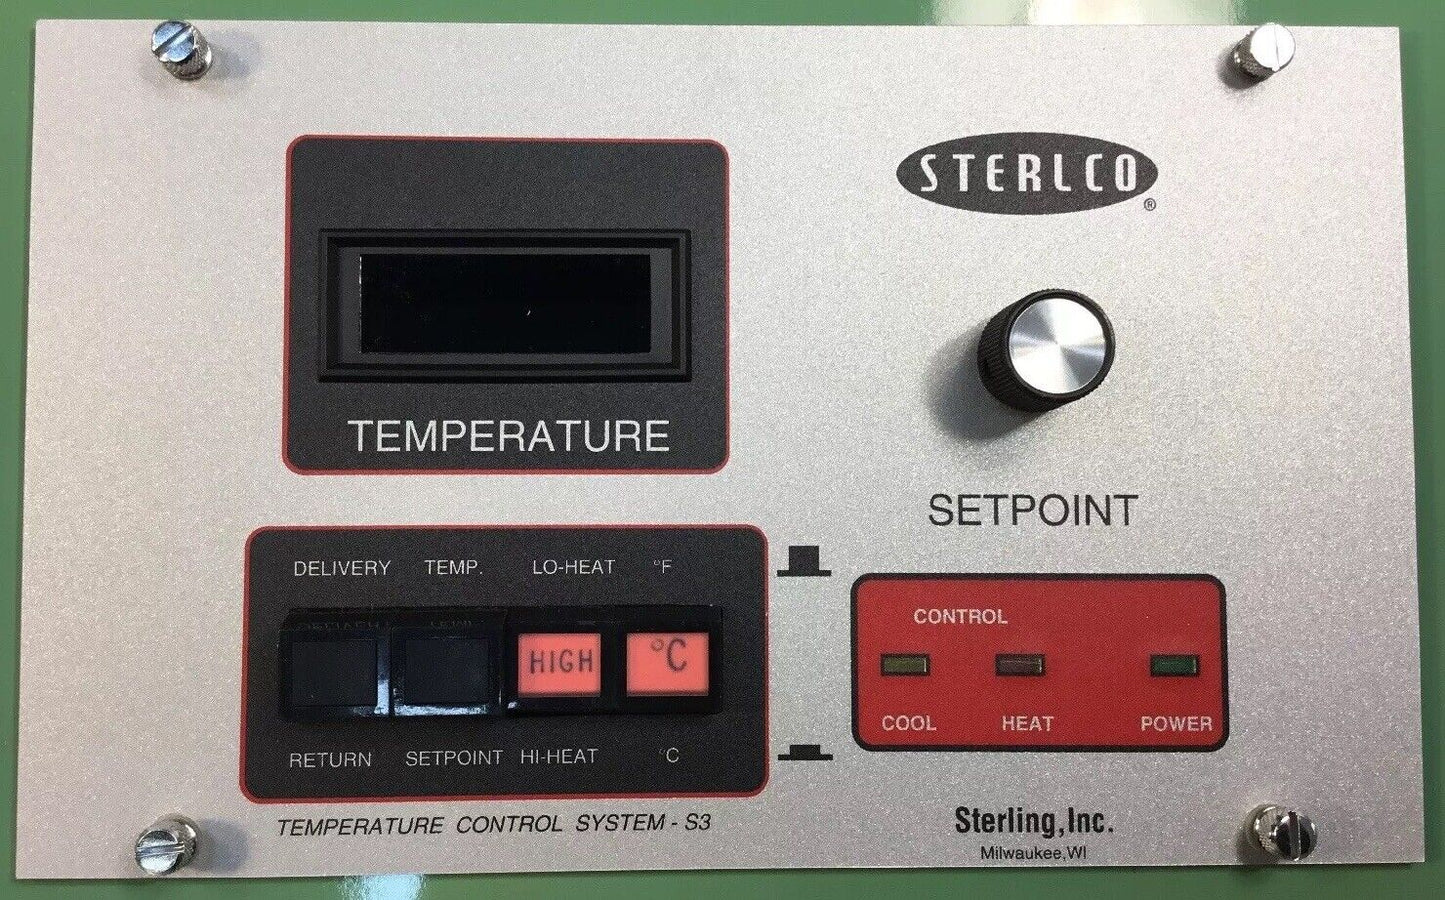 STERLCO
®
TEMPERATURE
SETPOINT
DELIVERY TEMP. LO-HEAT °F
HIGH °C
RETURN SETPOINT HI-HEAT °C
CONTROL
COOL HEAT POWER
TEMPERATURE CONTROL SYSTEM - S3
Sterling, Inc.
Milwaukee, WI